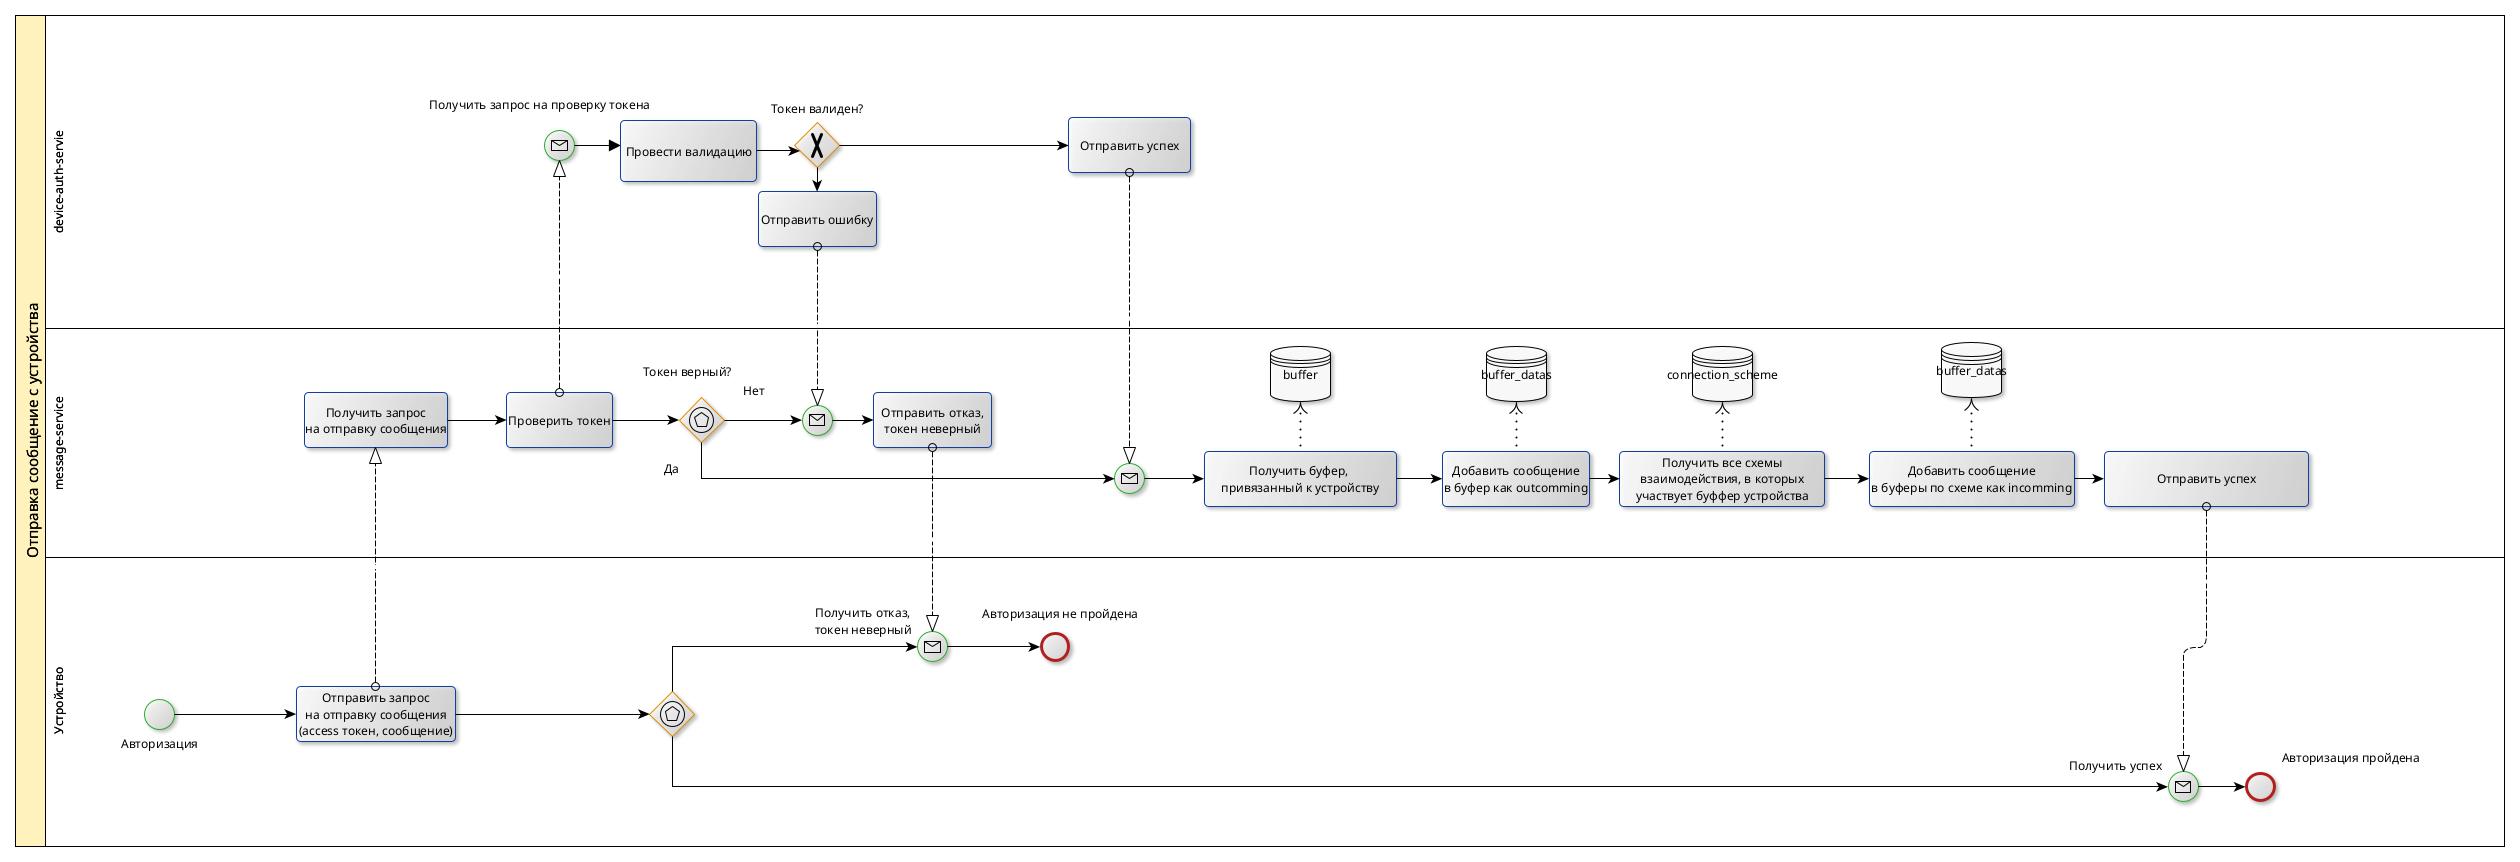 Отправка сообщение с устройства
device-auth-servie
Получить запрос на проверку токена
Провести валидацию
Токен валиден?
Отправить ошибку
Отправить успех
message-service
Получить запрос
на отправку сообщения
Проверить токен
Токен верный?
Нет
Да
Отправить отказ,
токен неверный
buffer
Получить буфер,
привязанный к устройству
buffer_datas
Добавить сообщение
в буфер как outcomming
connection_scheme
Получить все схемы
взаимодействия, в которых
участвует буффер устройства
buffer_datas
Добавить сообщение
в буферы по схеме как incomming
Отправить успех
Устройство
Авторизация
Отправить запрос
на отправку сообщения
(access токен, сообщение)
Получить отказ,
токен неверный
Авторизация не пройдена
Получить успех
Авторизация пройдена